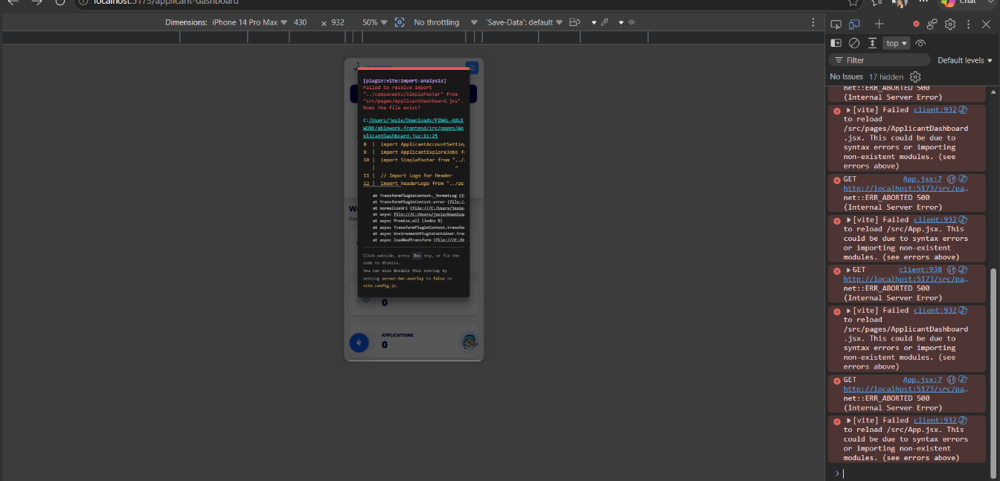 localhost:5173/applicant-dashboard
Chat
Dimensions: iPhone 14 Pro Max 430 × 932 50% No throttling 'Save-Data': default
top
Filter
Default levels
No Issues 17 hidden
[plugin:vite:import-analysis]
Failed to resolve import
"../components/SimpleFooter" from
"src/pages/ApplicantDashboard.jsx".
Does the file exist?
C:/Users/jesie/Downloads/FINAL-ABLE
WORK/ablework-frontend/src/pages/Ap
plicantDashboard.jsx:11:25
8 | import ApplicantAccountSetting
9 | import ApplicantExploreJobs f
10 | import SimpleFooter from "../
| ^
11 | // Import Logo for Header
12 | import headerLogo from "../as
at TransformPluginContext._formatLog (f
at TransformPluginContext.error (file:/
at normalizeUrl (file:///C:/Users/jesie
at async file:///C:/Users/jesie/Downloa
at async Promise.all (index 8)
at async TransformPluginContext.transfo
at async EnvironmentPluginContainer.tra
at async loadAndTransform (file:///C:/U
Click outside, press Esc key, or fix the
code to dismiss.
You can also disable this overlay by
setting server.hmr.overlay to false in
vite.config.js.
0
APPLICATIONS
0
net::ERR_ABORTED 500
(Internal Server Error)
[vite] Failed client:932
to reload
/src/pages/ApplicantDashboard
.jsx. This could be due to
syntax errors or importing
non-existent modules. (see
errors above)
GET App.jsx:7
http://localhost:5173/src/pa…
net::ERR_ABORTED 500
(Internal Server Error)
[vite] Failed client:932
to reload /src/App.jsx. This
could be due to syntax errors
or importing non-existent
modules. (see errors above)
GET client:938
http://localhost:5173/src/pa…
net::ERR_ABORTED 500
(Internal Server Error)
[vite] Failed client:932
to reload
/src/pages/ApplicantDashboard
.jsx. This could be due to
syntax errors or importing
non-existent modules. (see
errors above)
GET App.jsx:7
http://localhost:5173/src/pa…
net::ERR_ABORTED 500
(Internal Server Error)
[vite] Failed client:932
to reload /src/App.jsx. This
could be due to syntax errors
or importing non-existent
modules. (see errors above)